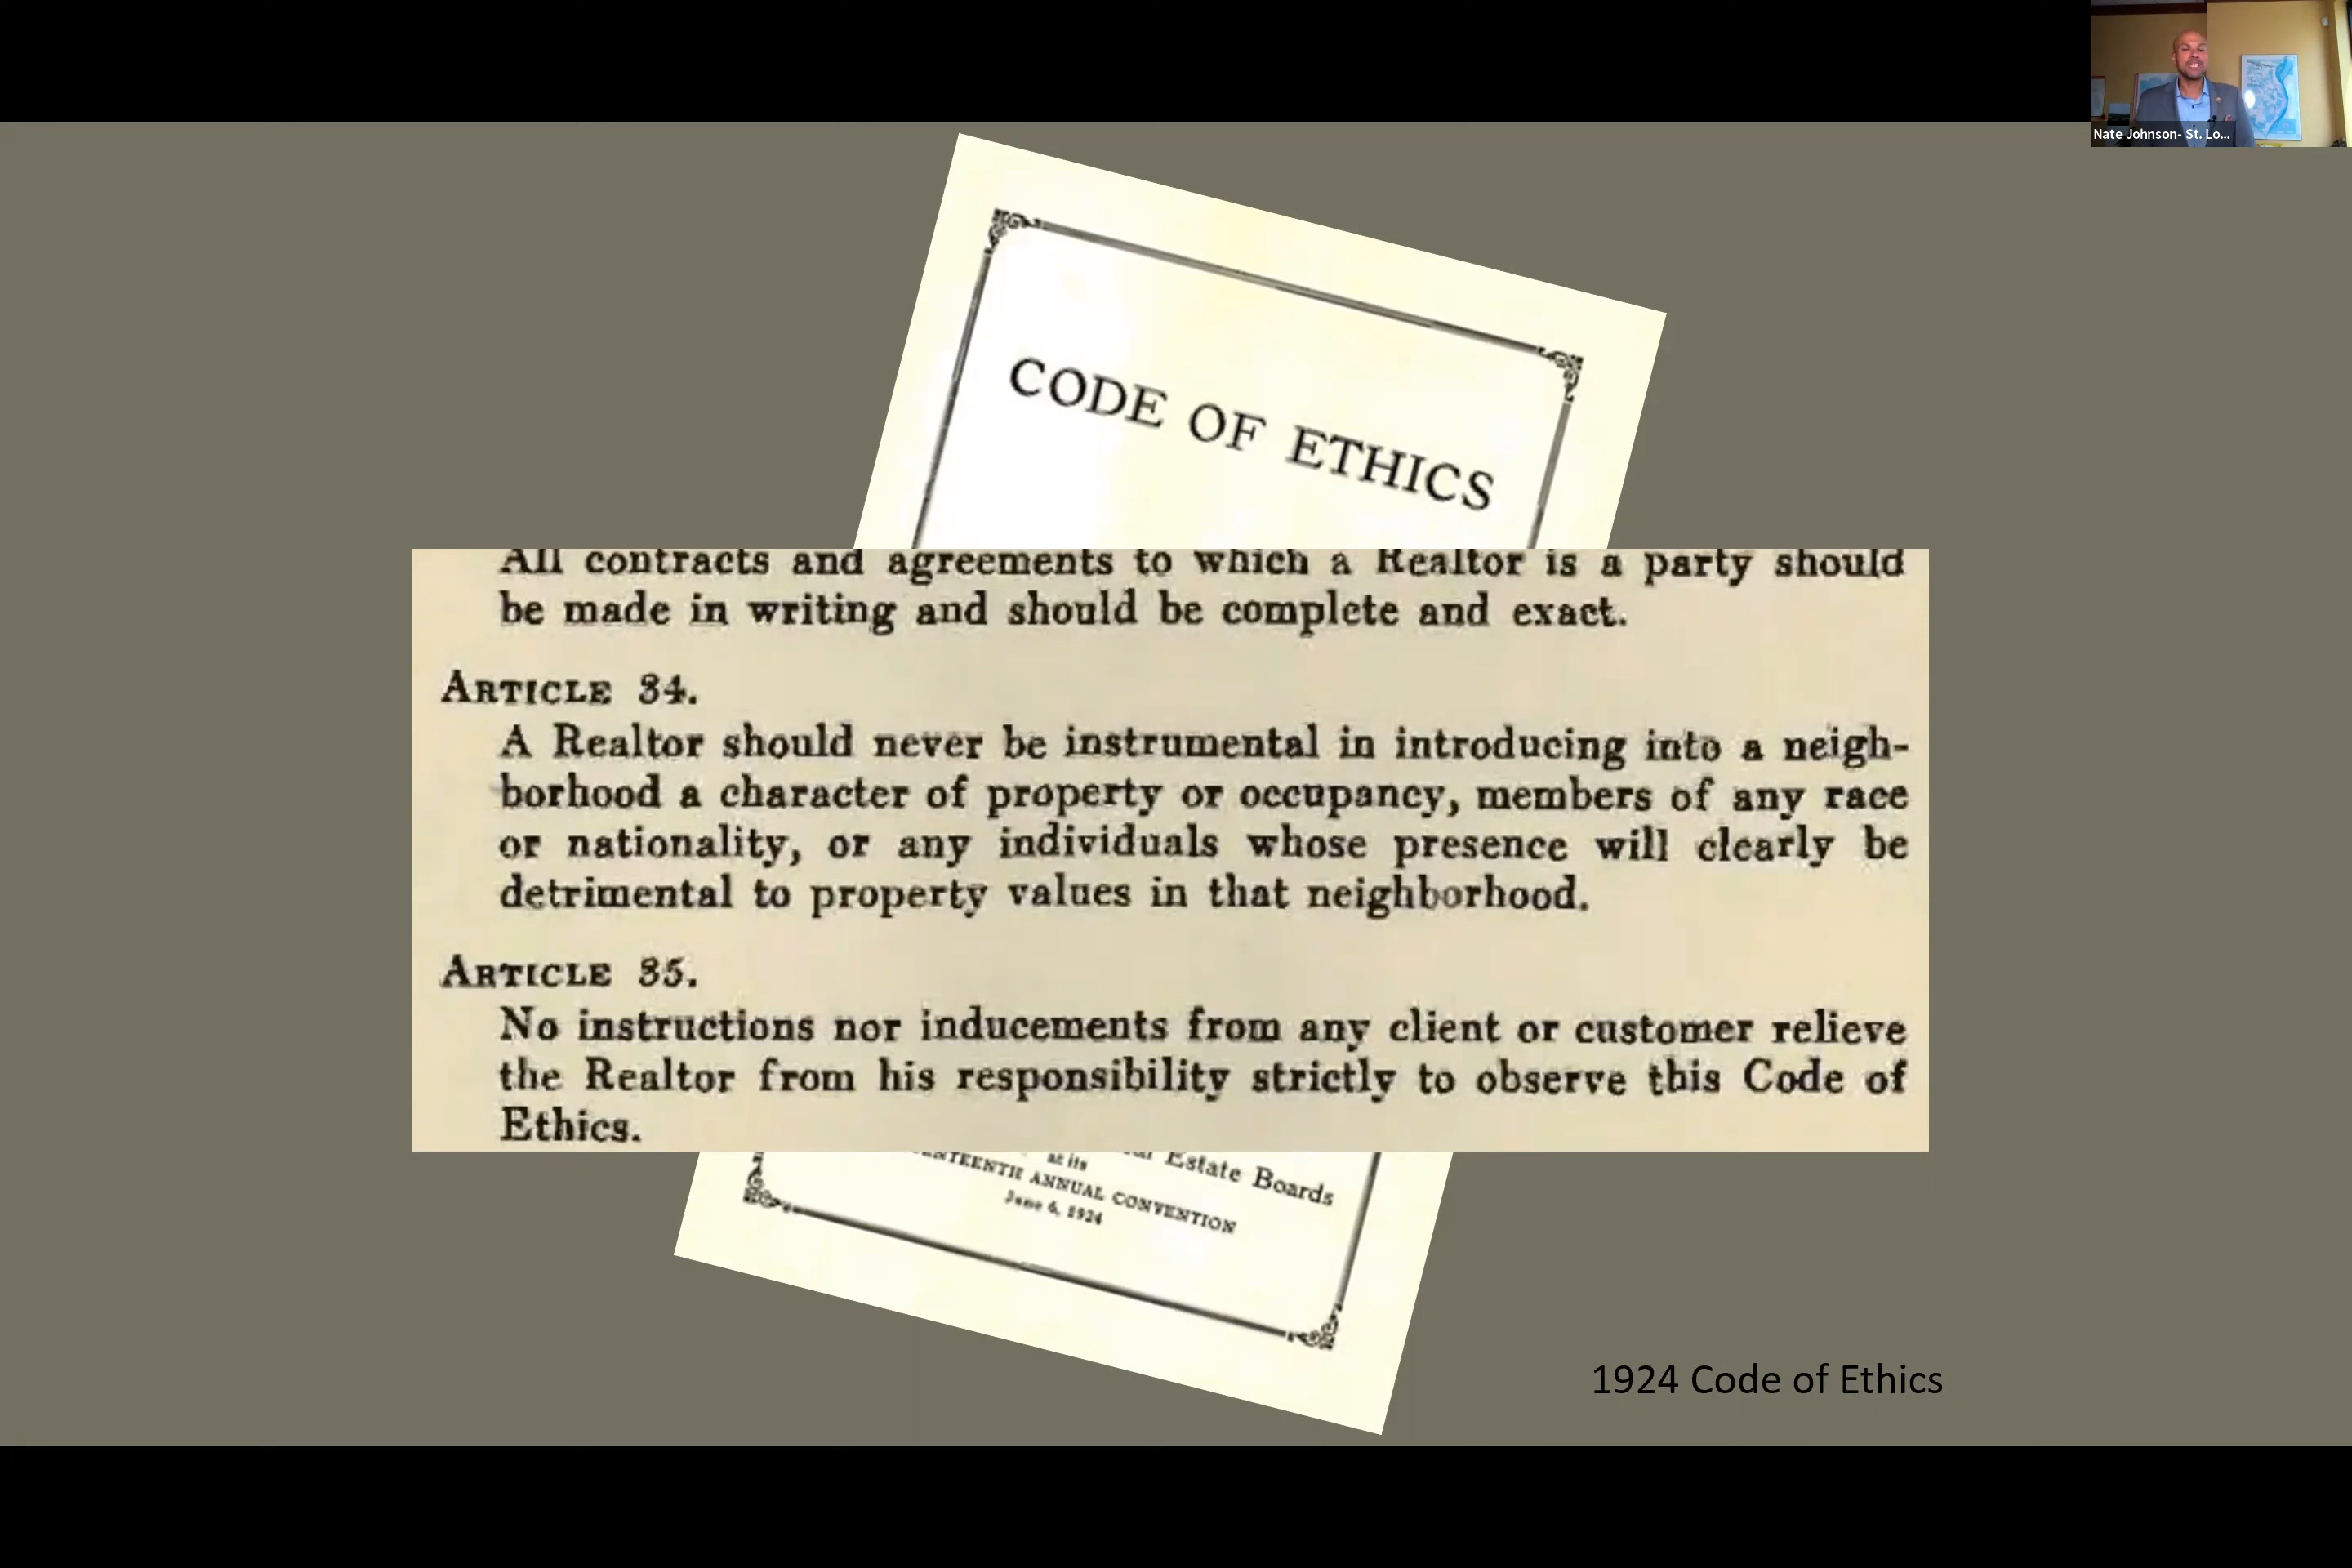 Nate Johnson- St. Lo...
CODE OF ETHICS
All contracts and agreements to which a Realtor is a party should
be made in writing and should be complete and exact.
ARTICLE 34.
A Realtor should never be instrumental in introducing into a neigh-
borhood a character of property or occupancy, members of any race
or nationality, or any individuals whose presence will clearly be
detrimental to property values in that neighborhood.
ARTICLE 35.
No instructions nor inducements from any client or customer relieve
the Realtor from his responsibility strictly to observe this Code of
Ethics.
Estate Boards
at its
ANNUAL CONVENTION
June 6, 1924
1924 Code of Ethics